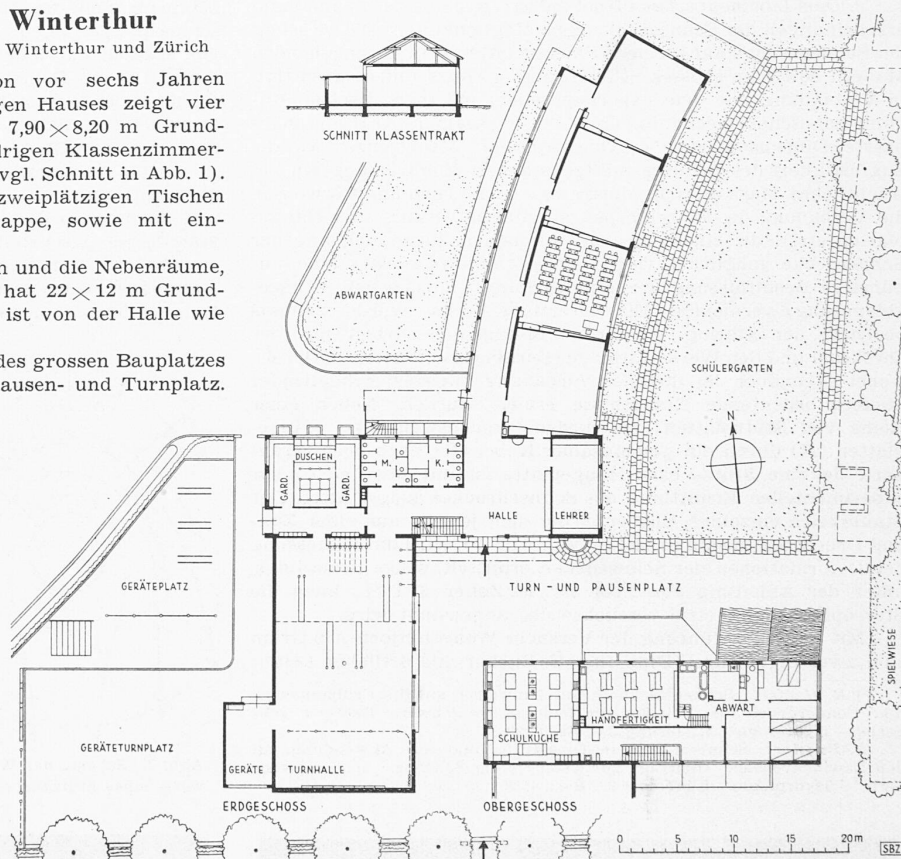 Winterthur
Winterthur und Zürich
on vor sechs Jahren
gen Hauses zeigt vier
7,90 × 8,20 m Grund-
drigen Klassenzimmer-
vgl. Schnitt in Abb. 1).
zweiplätzigen Tischen
appe, sowie mit ein-
n und die Nebenräume,
hat 22 × 12 m Grund-
ist von der Halle wie
des grossen Bauplatzes
ausen- und Turnplatz.
SCHNITT KLASSENTRAKT
ABWARTGARTEN
SCHÜLERGARTEN
N
DUSCHEN
GARD.
GARD.
M.
K.
HALLE
LEHRER
GERÄTEPLATZ
TURN- UND PAUSENPLATZ
SPIELWIESE
GERÄTETURNPLATZ
GERÄTE
TURNHALLE
ERDGESCHOSS
SCHULKÜCHE
HANDFERTIGKEIT
ABWART
OBERGESCHOSS
0 5 10 15 20m
SBZ